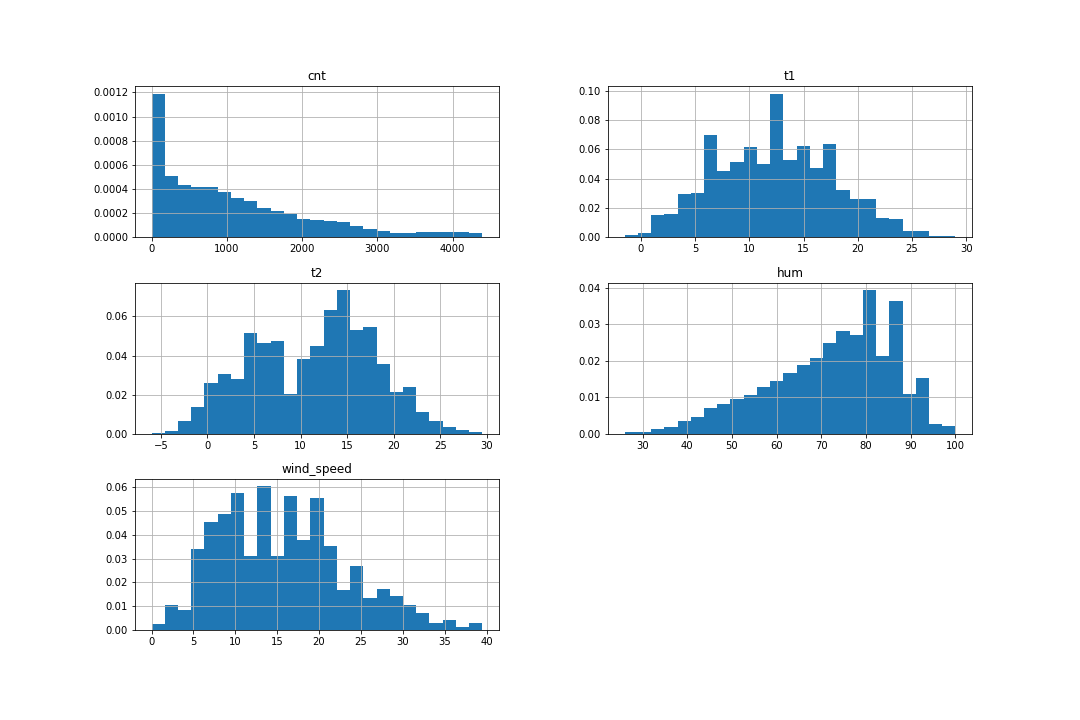 cnt
0.0012
0.0010
0.0008
0.0006
0.0004
0.0002
0.0000
0 1000 2000 3000 4000
t1
0.10
0.08
0.06
0.04
0.02
0.00
0 5 10 15 20 25 30
t2
0.06
0.04
0.02
0.00
−5 0 5 10 15 20 25 30
hum
0.04
0.03
0.02
0.01
0.00
30 40 50 60 70 80 90 100
wind_speed
0.06
0.05
0.04
0.03
0.02
0.01
0.00
0 5 10 15 20 25 30 35 40